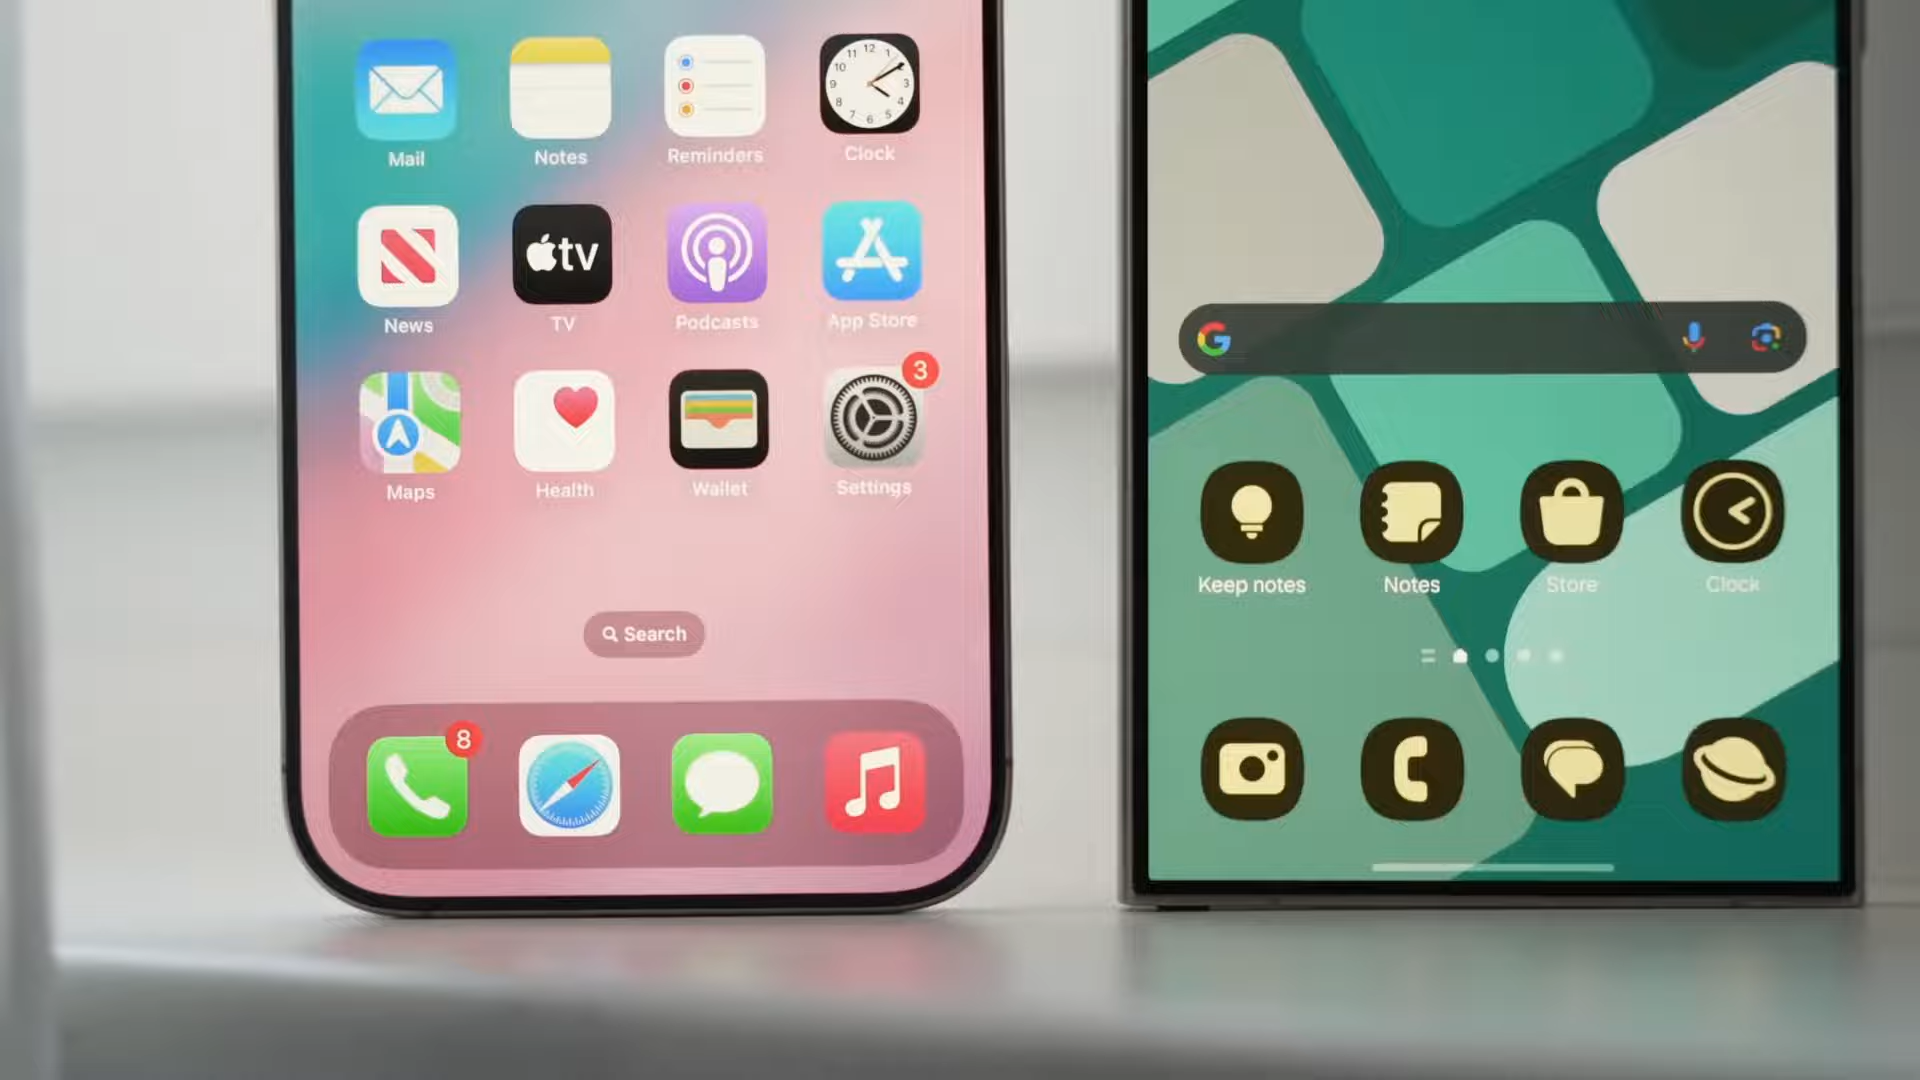 Mail
Notes
Reminders
Clock
News
tv
TV
Podcasts
App Store
Maps
Health
Wallet
3
Settings
Search
8
G
Keep notes
Notes
Store
Clock